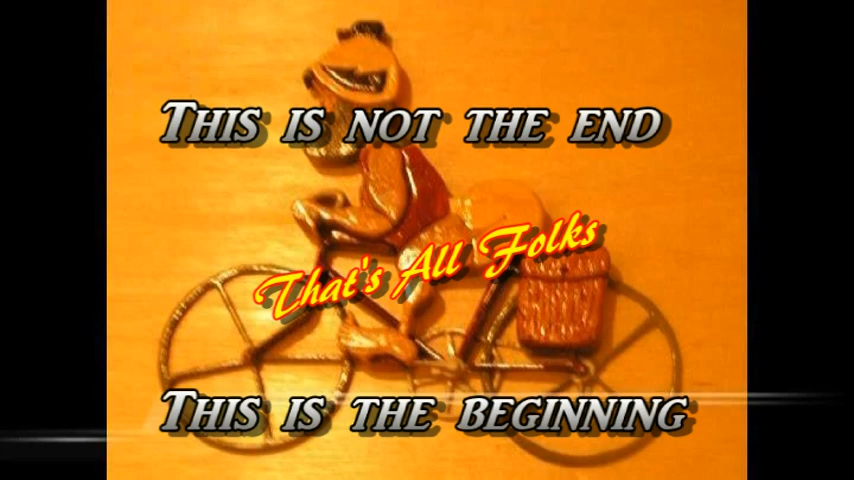 This is not the end
That's All Folks
This is the beginning